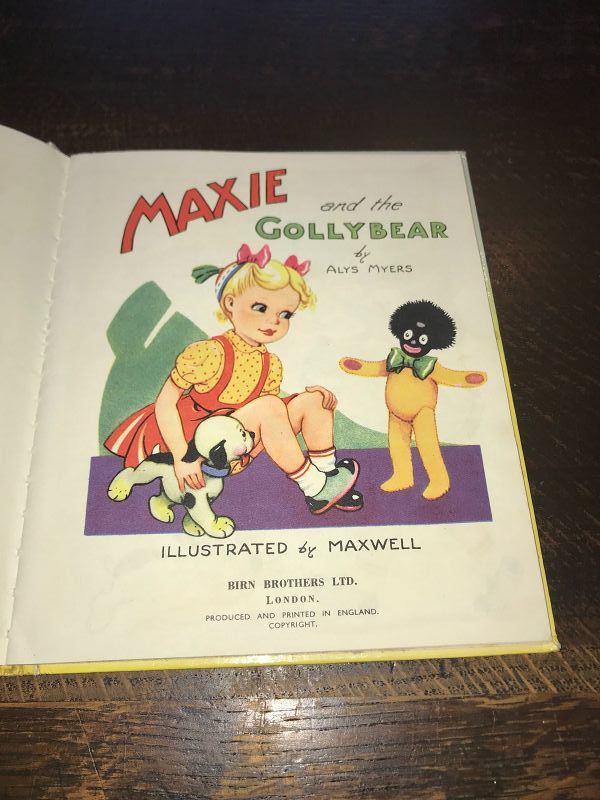 MAXIE
and the
GOLLYBEAR
by
ALYS MYERS
ILLUSTRATED by MAXWELL
BIRN BROTHERS LTD.
LONDON.
PRODUCED AND PRINTED IN ENGLAND.
COPYRIGHT.